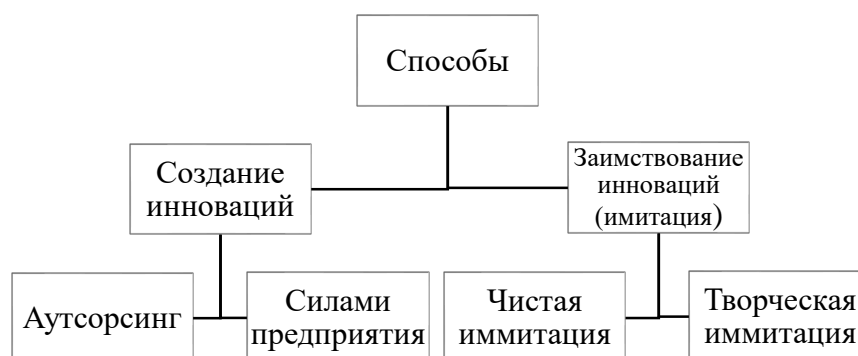 Способы
Создание
инноваций
Заимствование
инноваций
(имитация)
Аутсорсинг
Силами
предприятия
Чистая
иммитация
Творческая
иммитация